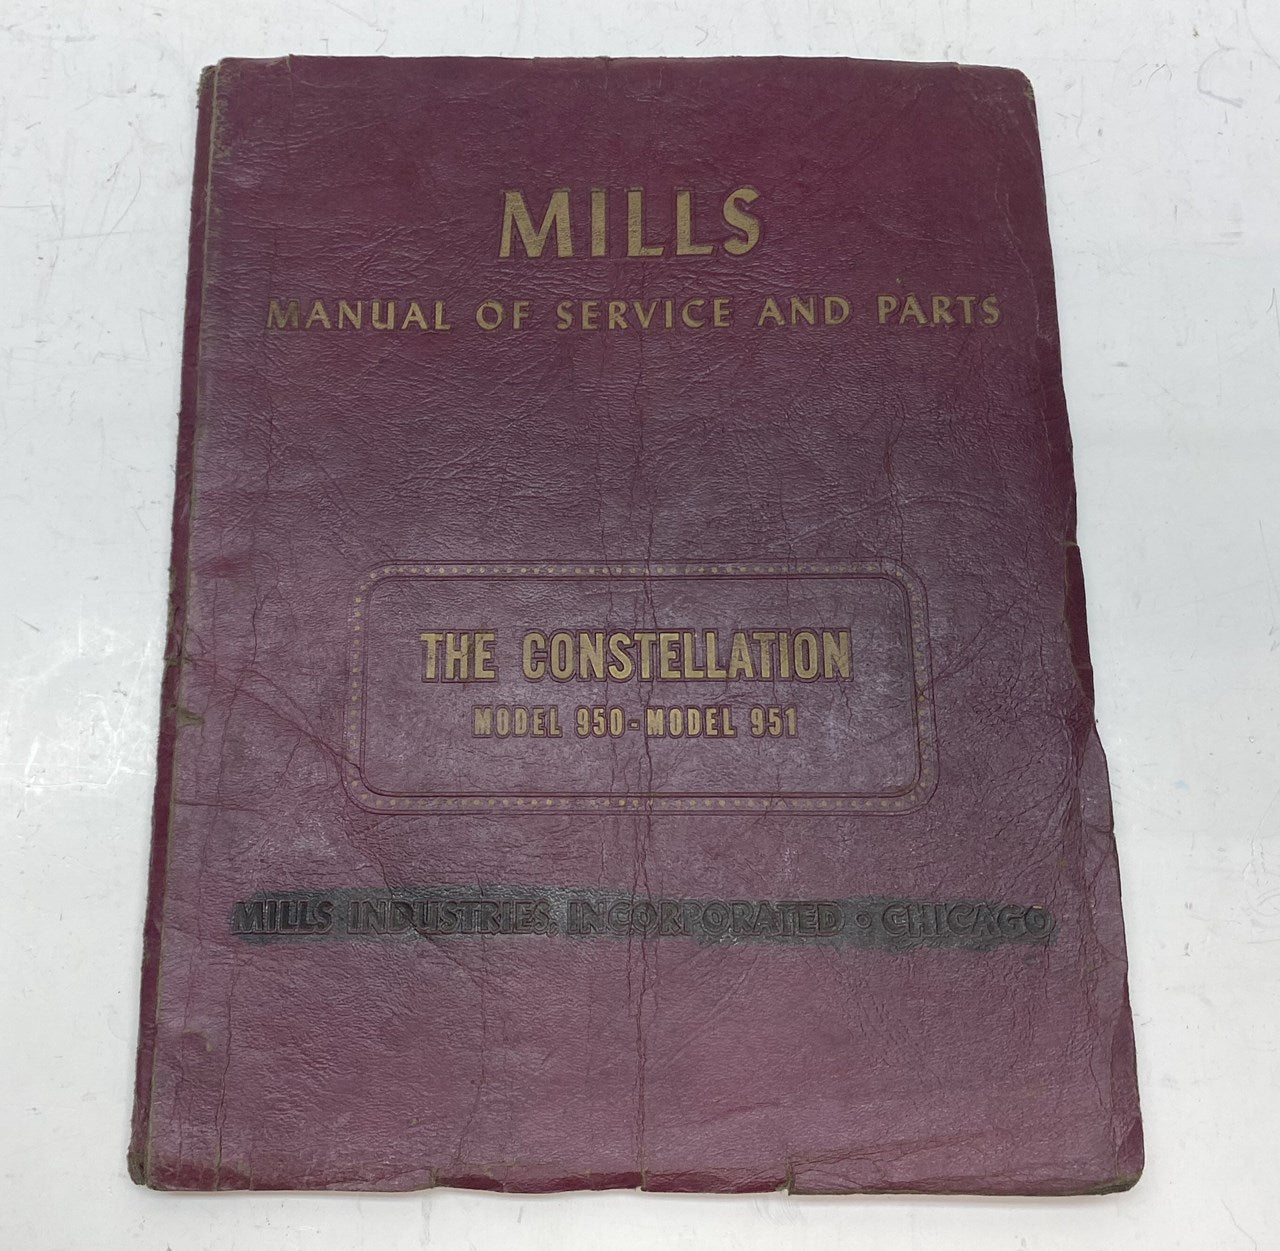 MILLS
MANUAL OF SERVICE AND PARTS
THE CONSTELLATION
MODEL 950-MODEL 951
MILLS INDUSTRIES, INCORPORATED • CHICAGO